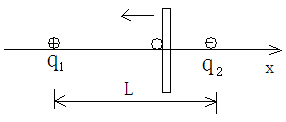 q₁ q₂ x
L